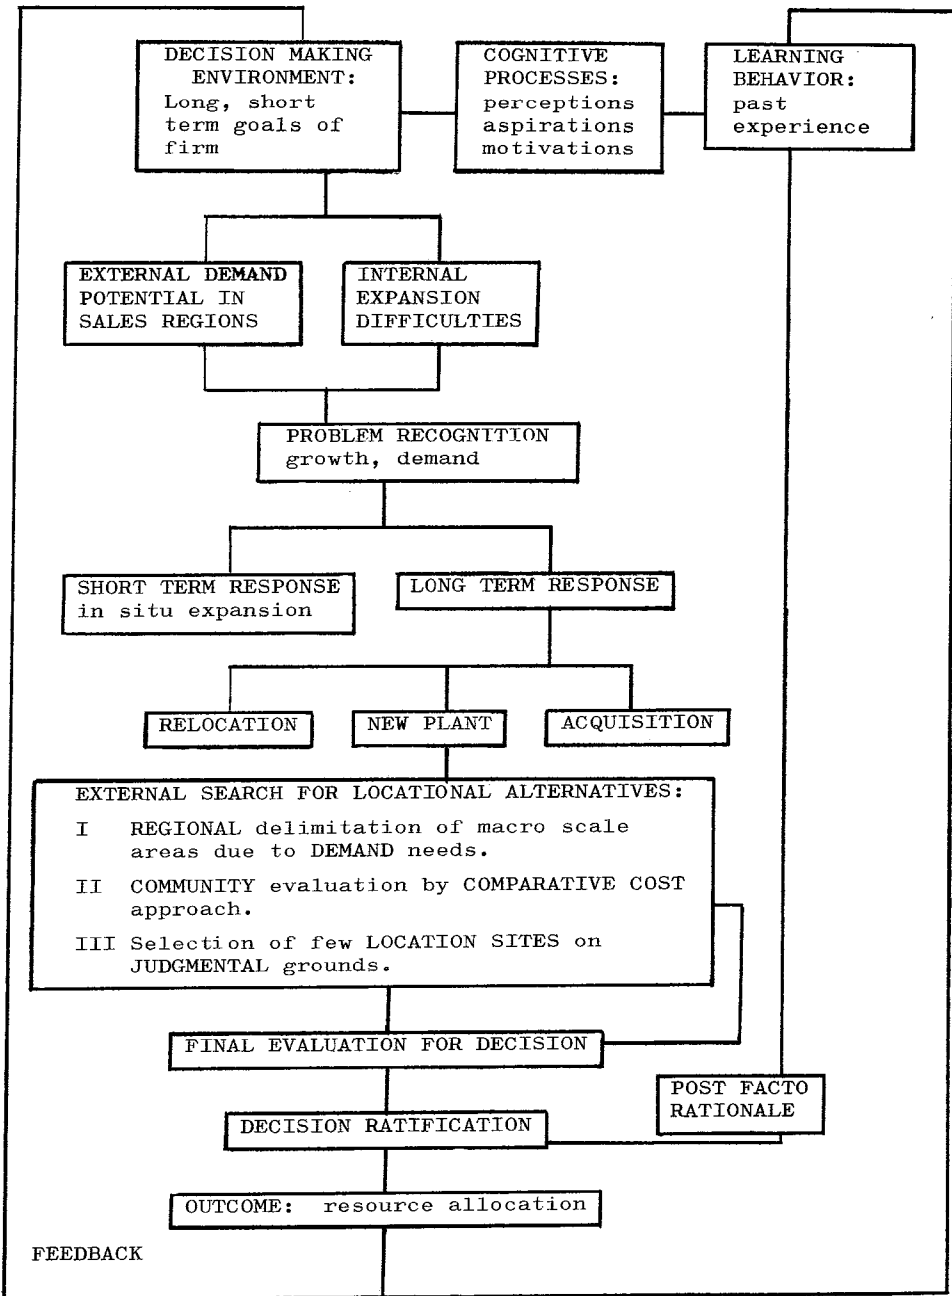 DECISION MAKING
ENVIRONMENT:
Long, short
term goals of
firm
COGNITIVE
PROCESSES:
perceptions
aspirations
motivations
LEARNING
BEHAVIOR:
past
experience
EXTERNAL DEMAND
POTENTIAL IN
SALES REGIONS
INTERNAL
EXPANSION
DIFFICULTIES
PROBLEM RECOGNITION
growth, demand
SHORT TERM RESPONSE
in situ expansion
LONG TERM RESPONSE
RELOCATION
NEW PLANT
ACQUISITION
EXTERNAL SEARCH FOR LOCATIONAL ALTERNATIVES:
I REGIONAL delimitation of macro scale
areas due to DEMAND needs.
II COMMUNITY evaluation by COMPARATIVE COST
approach.
III Selection of few LOCATION SITES on
JUDGMENTAL grounds.
FINAL EVALUATION FOR DECISION
POST FACTO
RATIONALE
DECISION RATIFICATION
OUTCOME: resource allocation
FEEDBACK